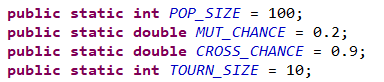 public static int POP_SIZE = 100;
public static double MUT_CHANCE = 0.2;
public static double CROSS_CHANCE = 0.9;
public static int TOURN_SIZE = 10;